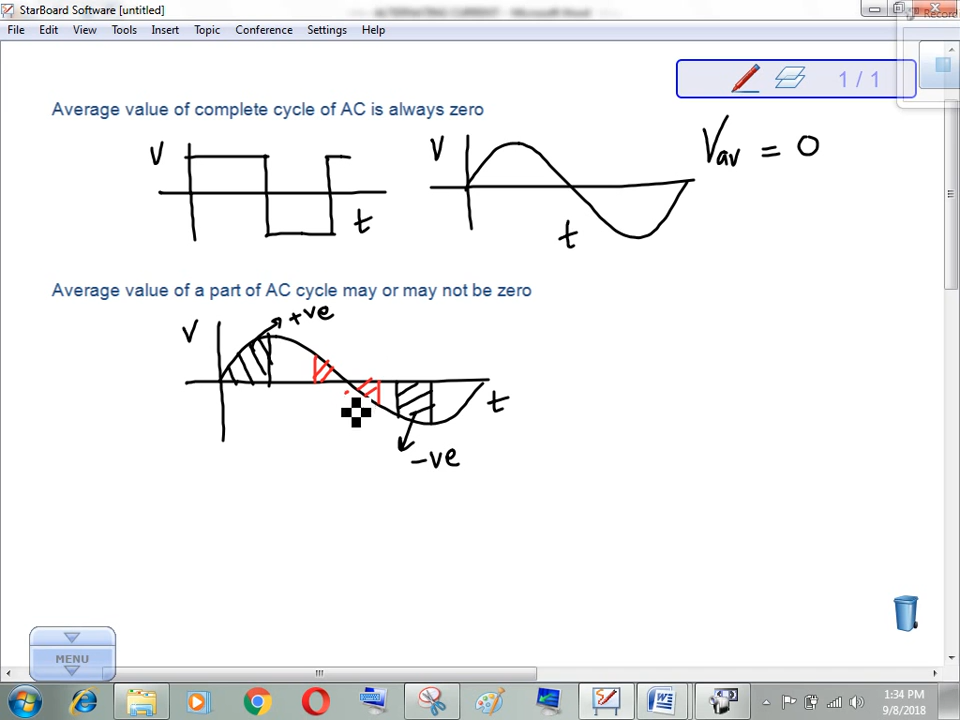 StarBoard Software [untitled]
Record
File Edit View Tools Insert Topic Conference Settings Help
1 / 1
Average value of complete cycle of AC is always zero
V t
V t
Vav = 0
Average value of a part of AC cycle may or may not be zero
V +ve
t
-ve
MENU
1:34 PM
9/8/2018